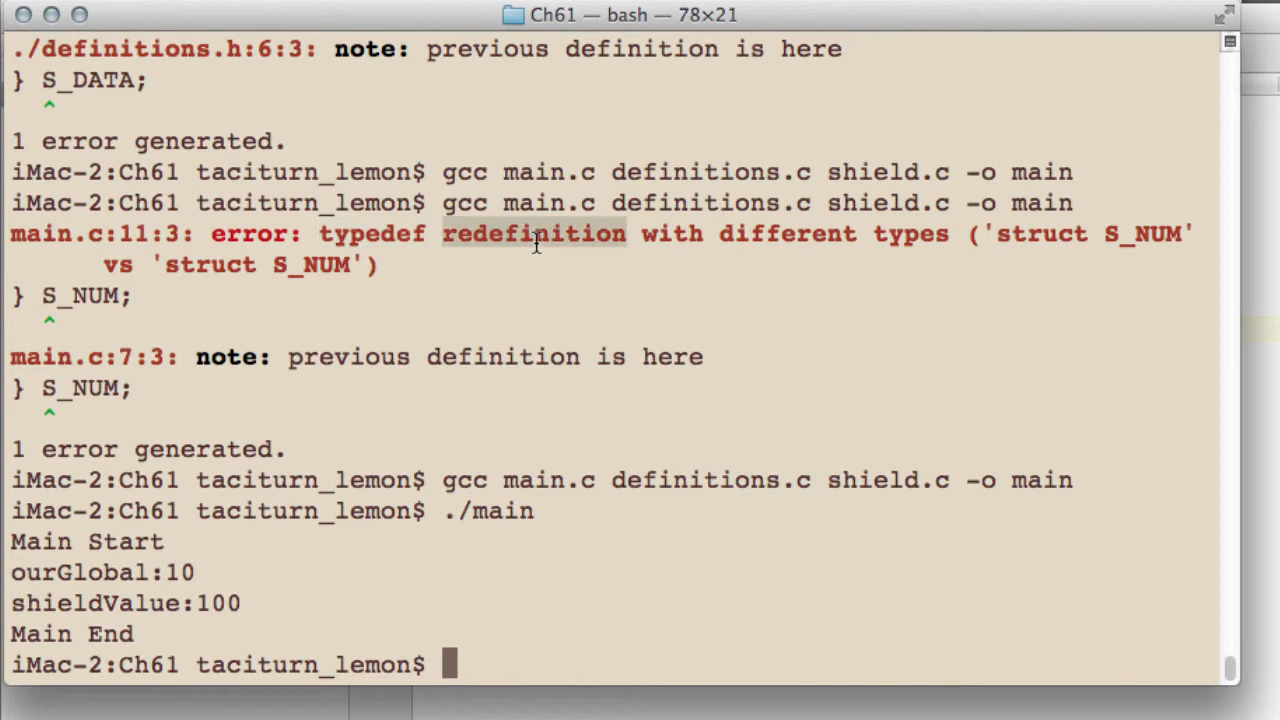 Ch61 — bash — 78×21
./definitions.h:6:3: note: previous definition is here
} S_DATA;
  ^
1 error generated.
iMac-2:Ch61 taciturn_lemon$ gcc main.c definitions.c shield.c -o main
iMac-2:Ch61 taciturn_lemon$ gcc main.c definitions.c shield.c -o main
main.c:11:3: error: typedef redefinition with different types ('struct S_NUM'
      vs 'struct S_NUM')
} S_NUM;
  ^
main.c:7:3: note: previous definition is here
} S_NUM;
  ^
1 error generated.
iMac-2:Ch61 taciturn_lemon$ gcc main.c definitions.c shield.c -o main
iMac-2:Ch61 taciturn_lemon$ ./main
Main Start
ourGlobal:10
shieldValue:100
Main End
iMac-2:Ch61 taciturn_lemon$